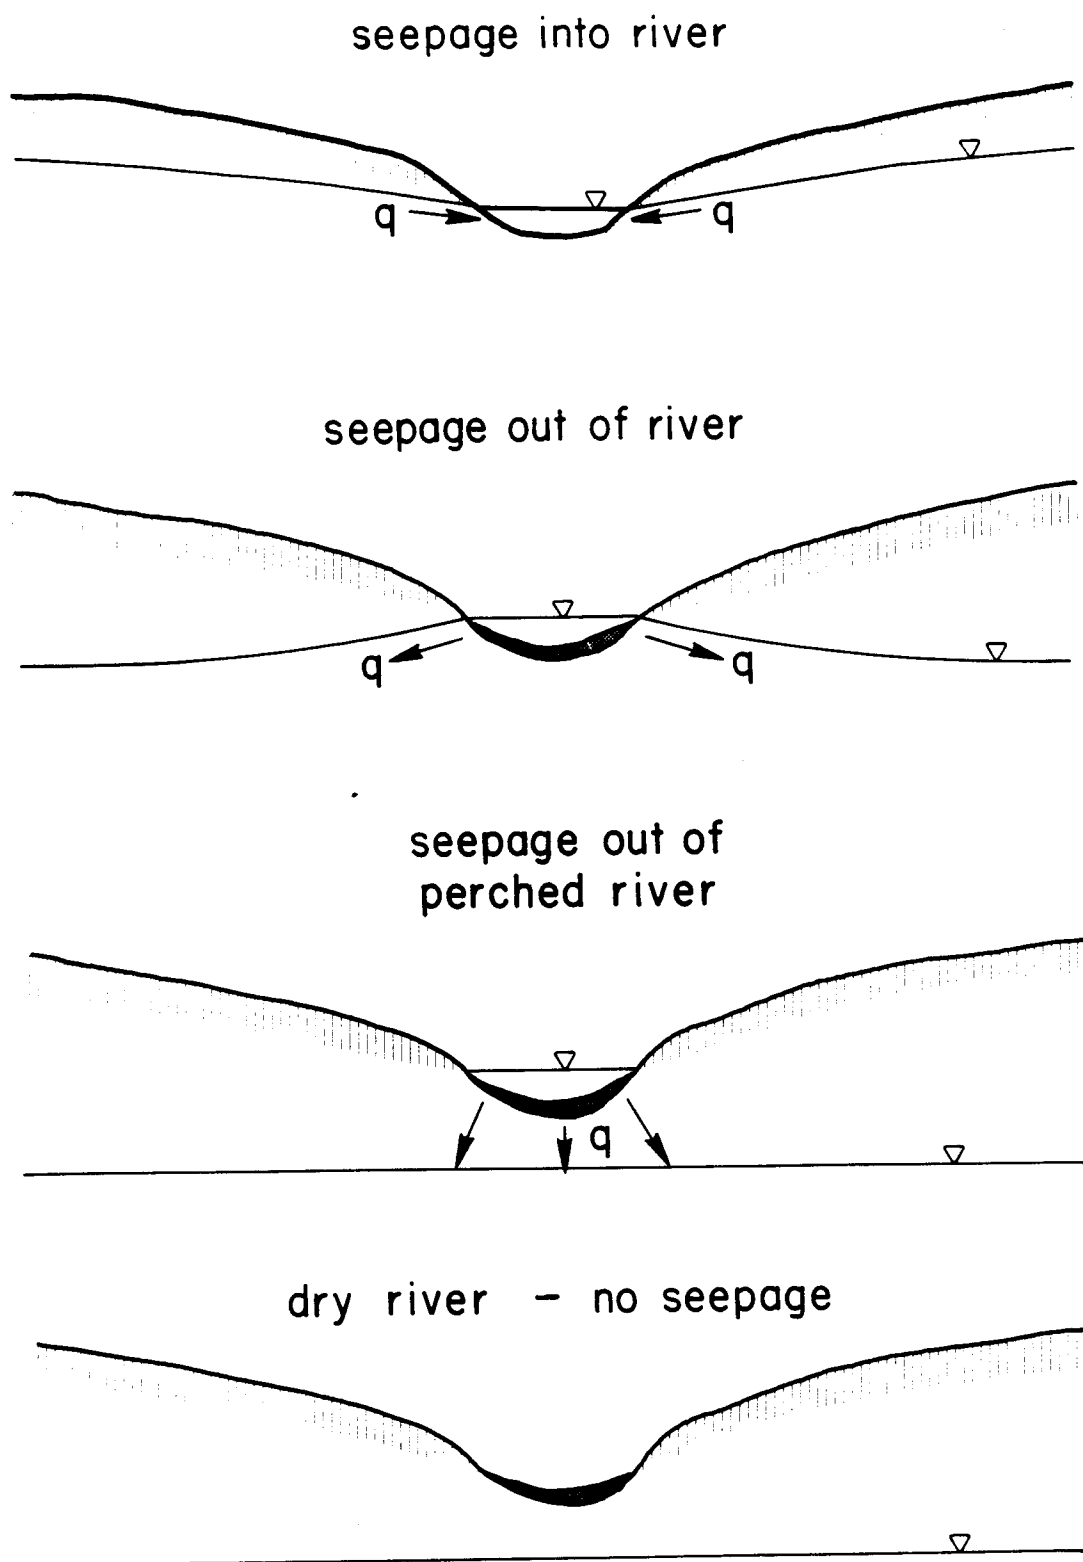 seepage into river
q
q
seepage out of river
q
q
seepage out of
perched river
q
dry river - no seepage